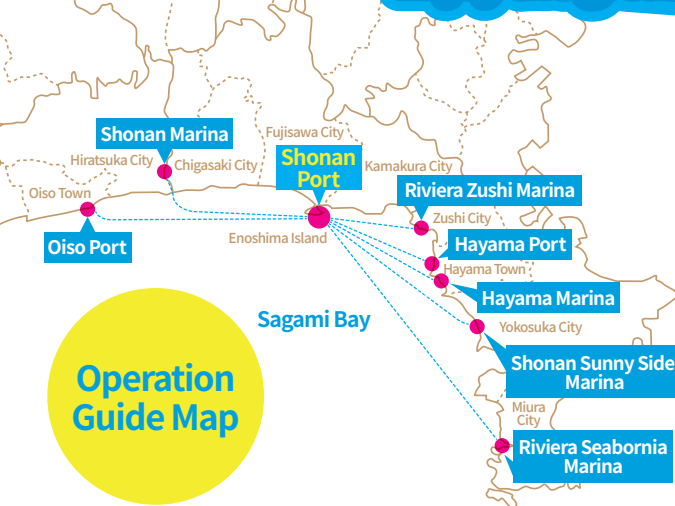 Shonan Marina
Fujisawa City
Hiratsuka City
Chigasaki City
Shonan
Port
Kamakura City
Oiso Town
Riviera Zushi Marina
Zushi City
Oiso Port
Enoshima Island
Hayama Port
Hayama Town
Hayama Marina
Sagami Bay
Yokosuka City
Operation
Guide Map
Shonan Sunny Side
Marina
Miura
City
Riviera Seabornia
Marina